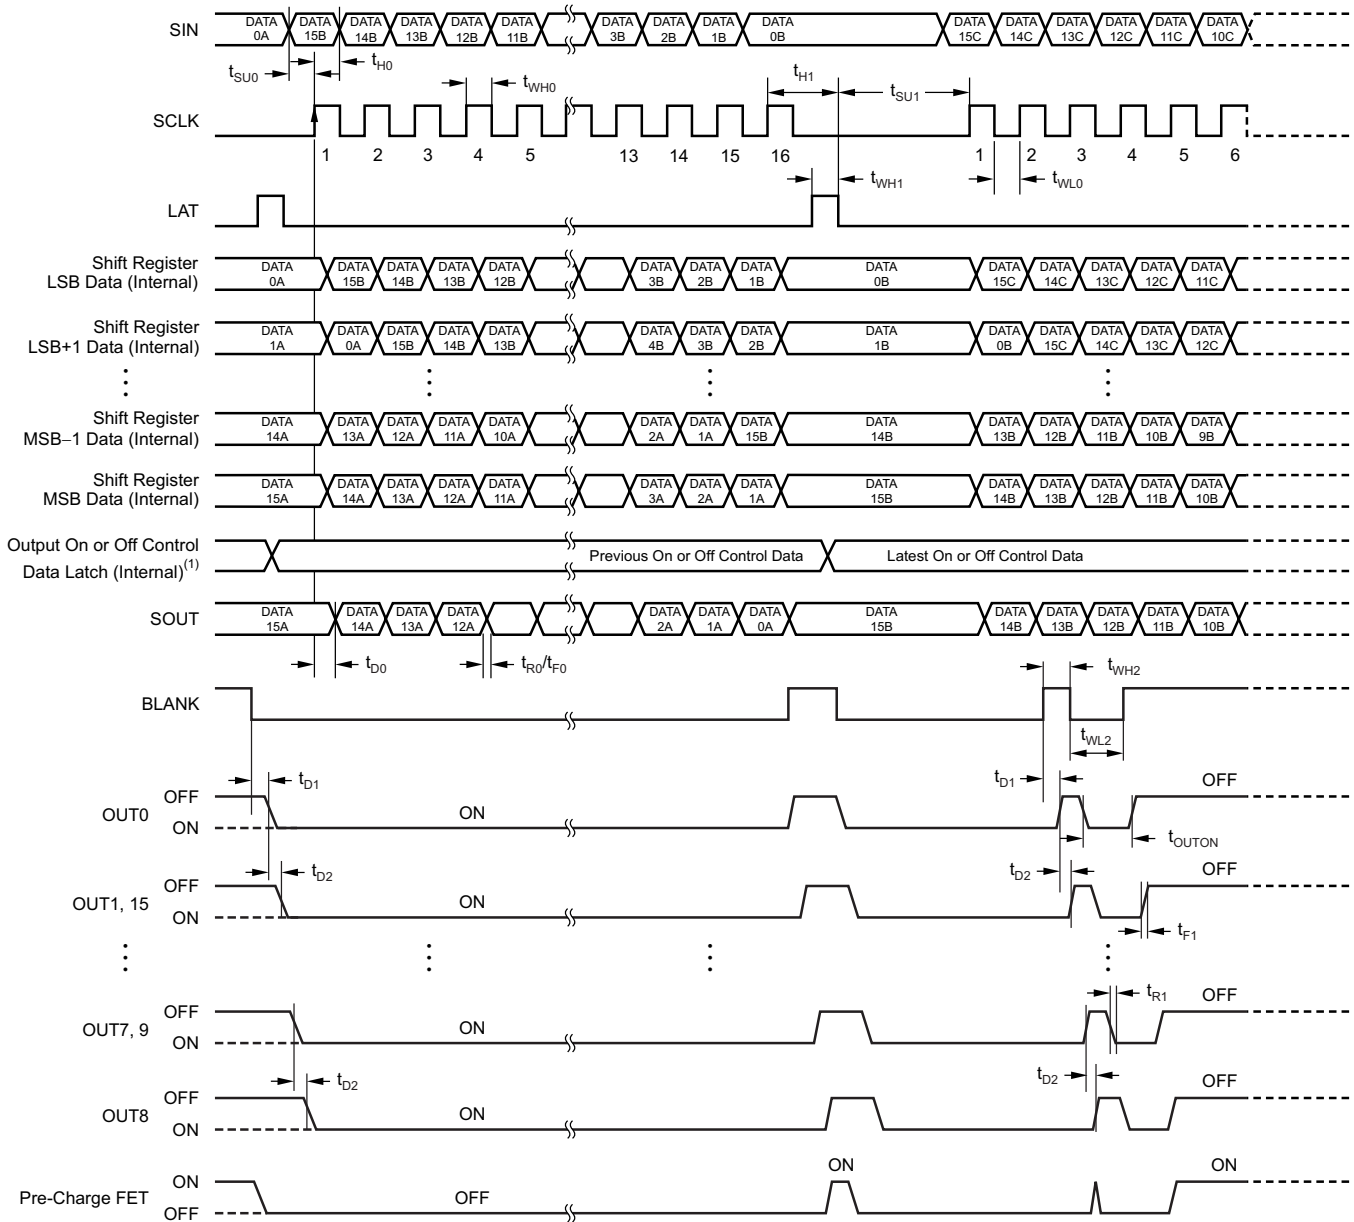 SIN
DATA 0A DATA 15B DATA 14B DATA 13B DATA 12B DATA 11B DATA 3B DATA 2B DATA 1B DATA 0B DATA 15C DATA 14C DATA 13C DATA 12C DATA 11C DATA 10C
tSU0 tH0 tWH0 tH1 tSU1
SCLK
1 2 3 4 5 13 14 15 16 1 2 3 4 5 6
tWH1 tWL0
LAT
Shift Register
LSB Data (Internal)
DATA 0A DATA 15B DATA 14B DATA 13B DATA 12B DATA 3B DATA 2B DATA 1B DATA 0B DATA 15C DATA 14C DATA 13C DATA 12C DATA 11C
Shift Register
LSB+1 Data (Internal)
DATA 1A DATA 0A DATA 15B DATA 14B DATA 13B DATA 4B DATA 3B DATA 2B DATA 1B DATA 0B DATA 15C DATA 14C DATA 13C DATA 12C
Shift Register
MSB–1 Data (Internal)
DATA 14A DATA 13A DATA 12A DATA 11A DATA 10A DATA 2A DATA 1A DATA 15B DATA 14B DATA 13B DATA 12B DATA 11B DATA 10B DATA 9B
Shift Register
MSB Data (Internal)
DATA 15A DATA 14A DATA 13A DATA 12A DATA 11A DATA 3A DATA 2A DATA 1A DATA 15B DATA 14B DATA 13B DATA 12B DATA 11B DATA 10B
Output On or Off Control
Data Latch (Internal)(1)
Previous On or Off Control Data Latest On or Off Control Data
SOUT
DATA 15A DATA 14A DATA 13A DATA 12A DATA 2A DATA 1A DATA 0A DATA 15B DATA 14B DATA 13B DATA 12B DATA 11B DATA 10B
tD0 tR0/tF0 tWH2
BLANK
tWL2
tD1 tD1 OFF
OFF
OUT0
ON
ON
tOUTON
tD2 tD2 OFF
OFF
OUT1, 15
ON
ON
tF1
tR1 OFF
OFF
OUT7, 9
ON
ON
tD2 tD2 OFF
OFF
OUT8
ON
ON
ON ON
ON
Pre-Charge FET
OFF
OFF